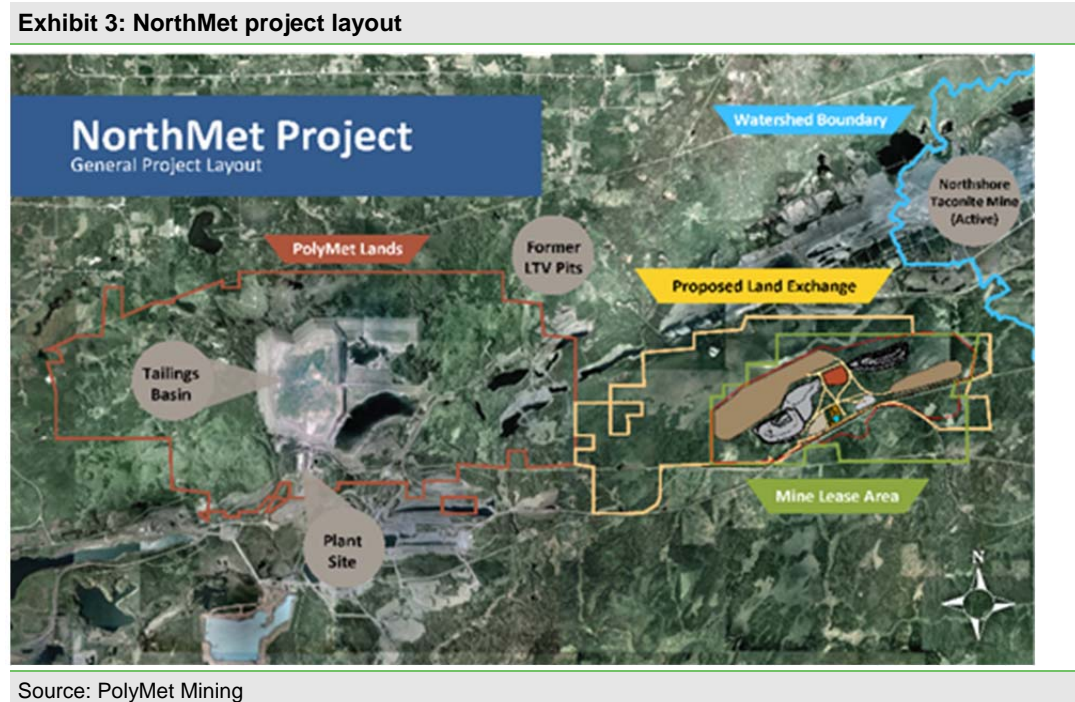 Exhibit 3: NorthMet project layout
NorthMet Project
General Project Layout
Watershed Boundary
Northshore
Taconite Mine
(Active)
PolyMet Lands
Former
LTV Pits
Proposed Land Exchange
Tailings
Basin
Mine Lease Area
Plant
Site
N
Source: PolyMet Mining